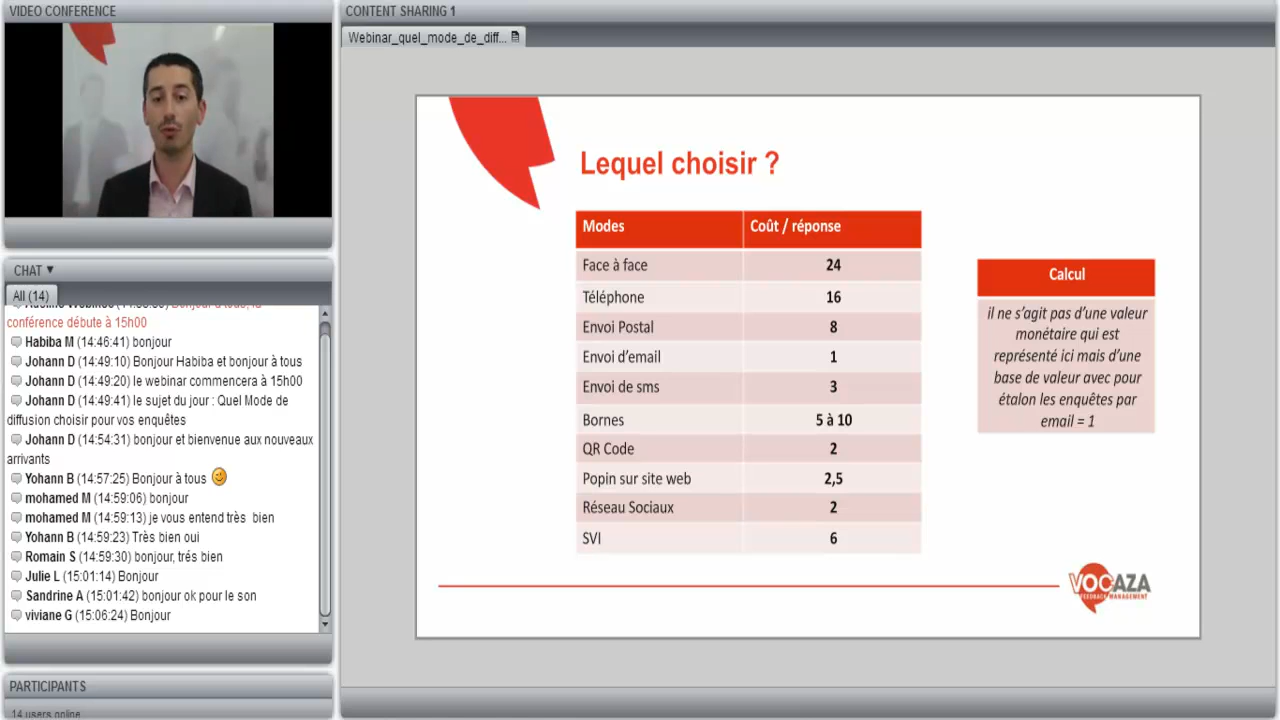 VIDEO CONFERENCE
CHAT ▼
All (14)
conférence débute à 15h00
Habiba M (14:46:41) bonjour
Johann D (14:49:10) Bonjour Habiba et bonjour à tous
Johann D (14:49:20) le webinar commencera à 15h00
Johann D (14:49:41) le sujet du jour : Quel Mode de
diffusion choisir pour vos enquêtes
Johann D (14:54:31) bonjour et bienvenue aux nouveaux
arrivants
Yohann B (14:57:25) Bonjour à tous
mohamed M (14:59:06) bonjour
mohamed M (14:59:13) je vous entend très bien
Yohann B (14:59:23) Très bien oui
Romain S (14:59:30) bonjour, trés bien
Julie L (15:01:14) Bonjour
Sandrine A (15:01:42) bonjour ok pour le son
viviane G (15:06:24) Bonjour
PARTICIPANTS
14 users online
CONTENT SHARING 1
Webinar_quel_mode_de_diff...
Lequel choisir ?
Modes Coût / réponse
Face à face 24
Téléphone 16
Envoi Postal 8
Envoi d'email 1
Envoi de sms 3
Bornes 5 à 10
QR Code 2
Popin sur site web 2,5
Réseau Sociaux 2
SVI 6
Calcul
il ne s'agit pas d'une valeur
monétaire qui est
représenté ici mais d'une
base de valeur avec pour
étalon les enquêtes par
email = 1
VOCAZA
FEEDBACK MANAGEMENT